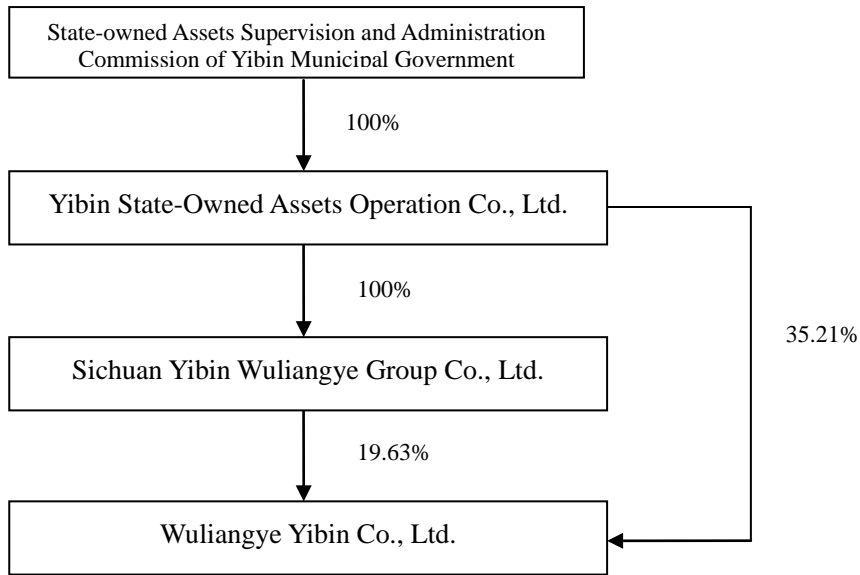 State-owned Assets Supervision and Administration
Commission of Yibin Municipal Government
100%
Yibin State-Owned Assets Operation Co., Ltd.
100%
35.21%
Sichuan Yibin Wuliangye Group Co., Ltd.
19.63%
Wuliangye Yibin Co., Ltd.